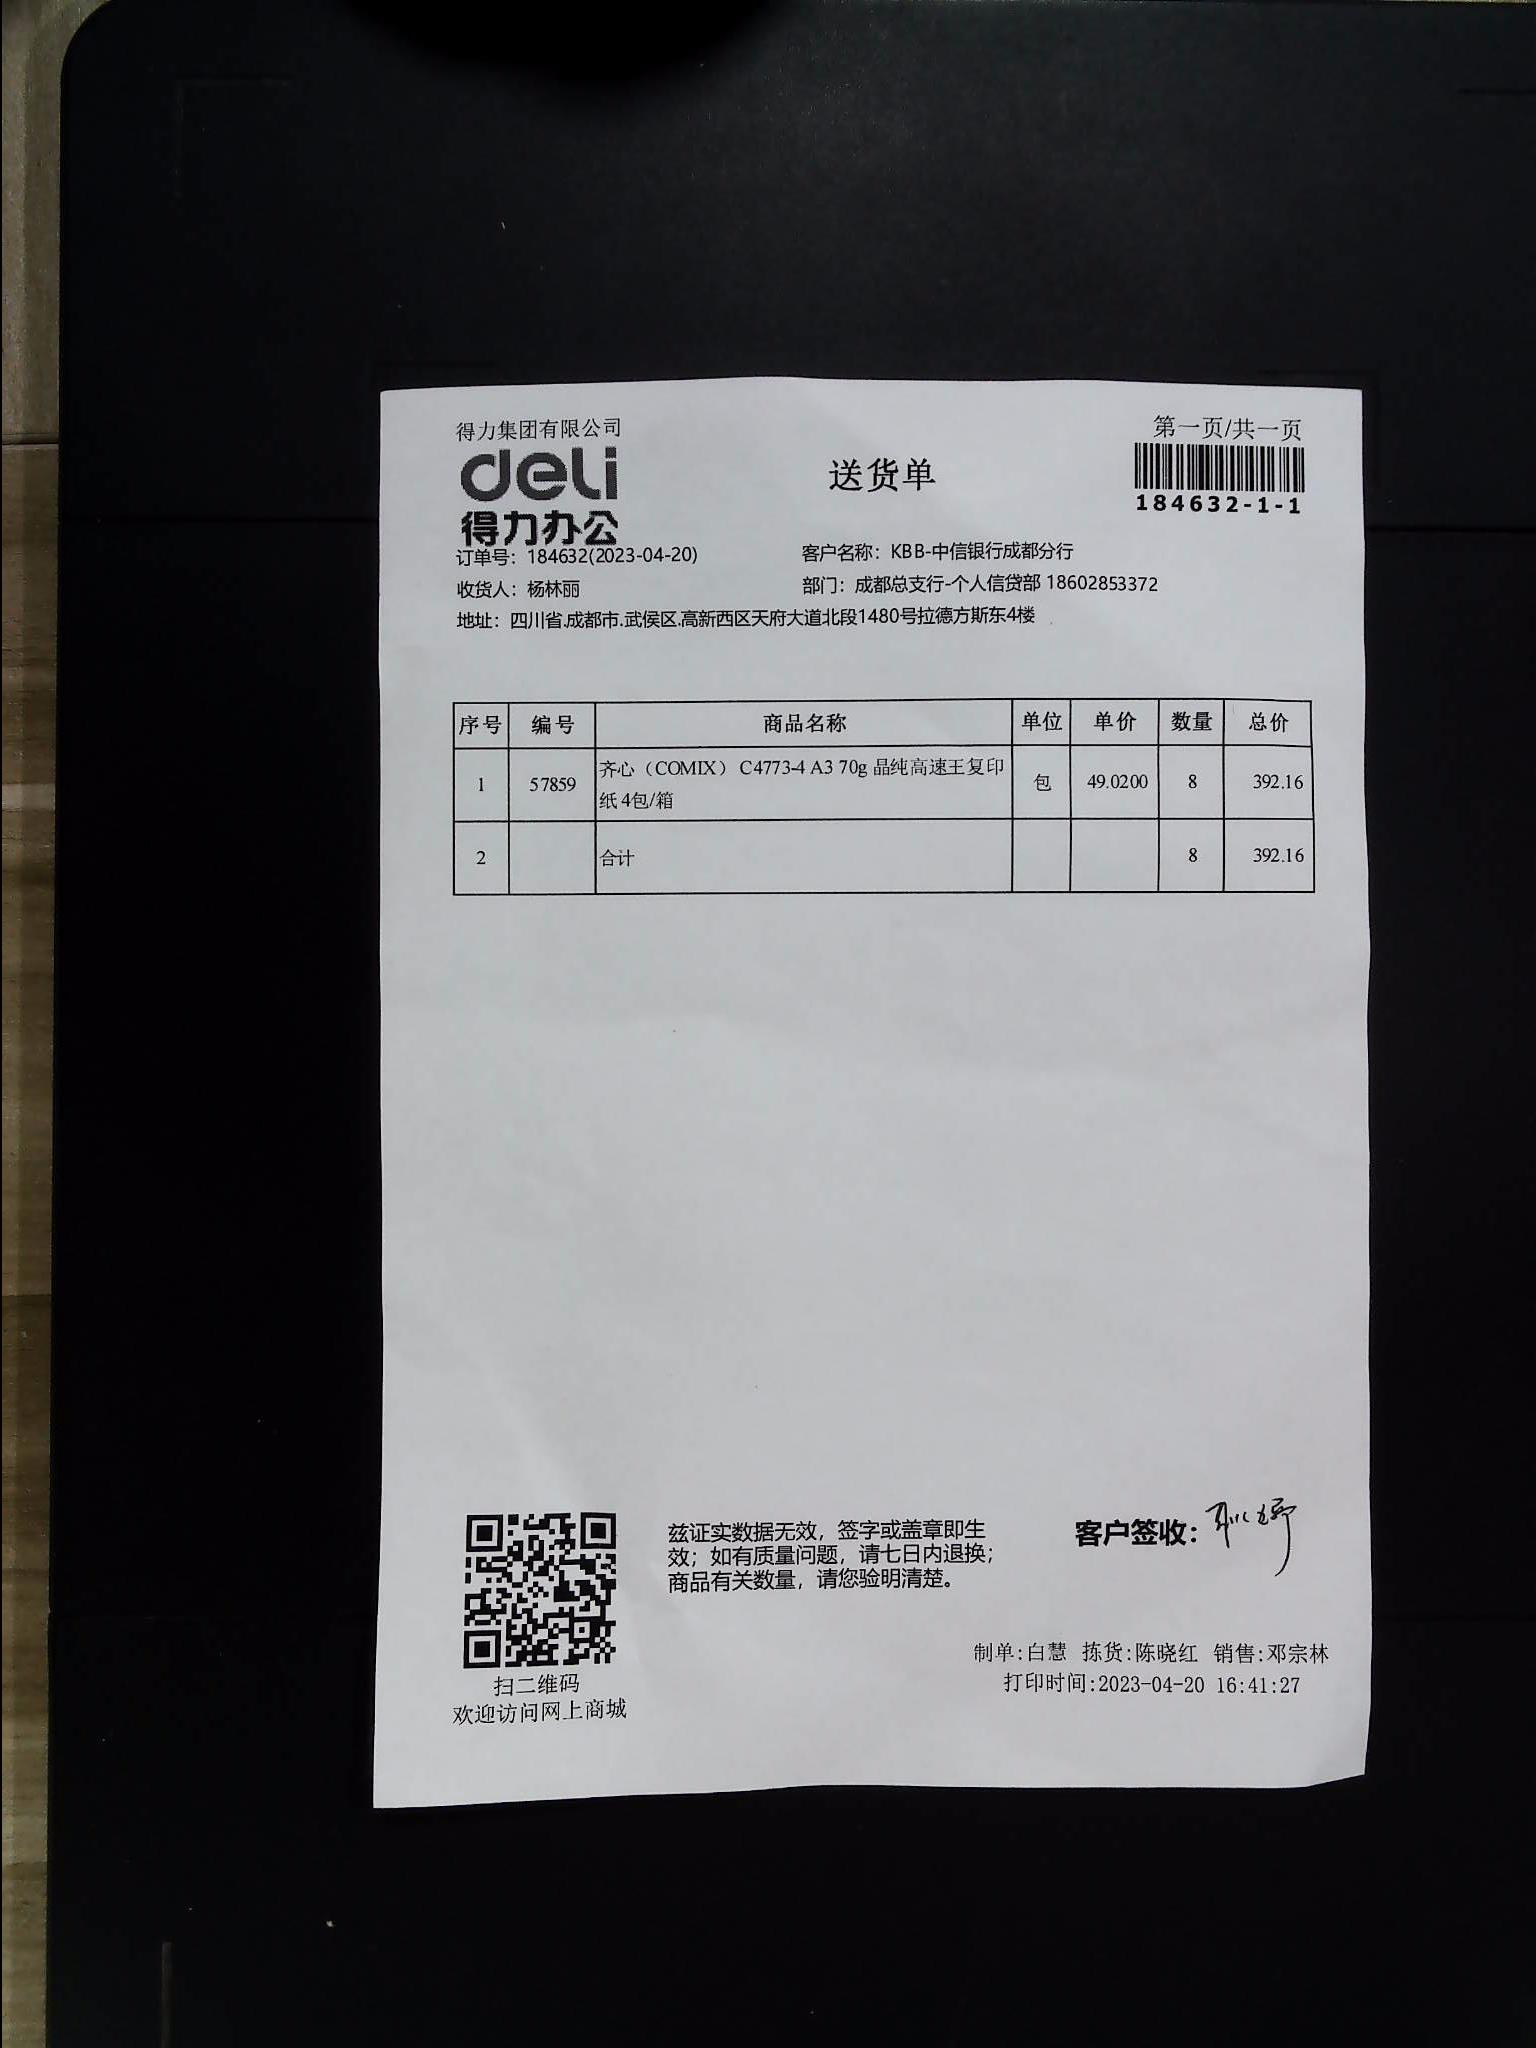 得力集团有限公司
第一页/共一页
deli
得力办公
送货单
184632-1-1
订单号：184632(2023-04-20)
客户名称：KBB-中信银行成都分行
收货人：杨林丽
部门：成都总支行-个人信贷部 18602853372
地址：四川省.成都市.武侯区.高新西区天府大道北段1480号拉德方斯东4楼
序号 编号 商品名称 单位 单价 数量 总价
1 57859 齐心（COMIX） C4773-4 A3 70g 晶纯高速王复印 包 49.0200 8 392.16
纸 4包/箱
2 合计 8 392.16
兹证实数据无效，签字或盖章即生
效；如有质量问题，请七日内退换；
商品有关数量，请您验明清楚。
客户签收：
扫二维码
欢迎访问网上商城
制单:白慧 拣货:陈晓红 销售:邓宗林
打印时间:2023-04-20 16:41:27